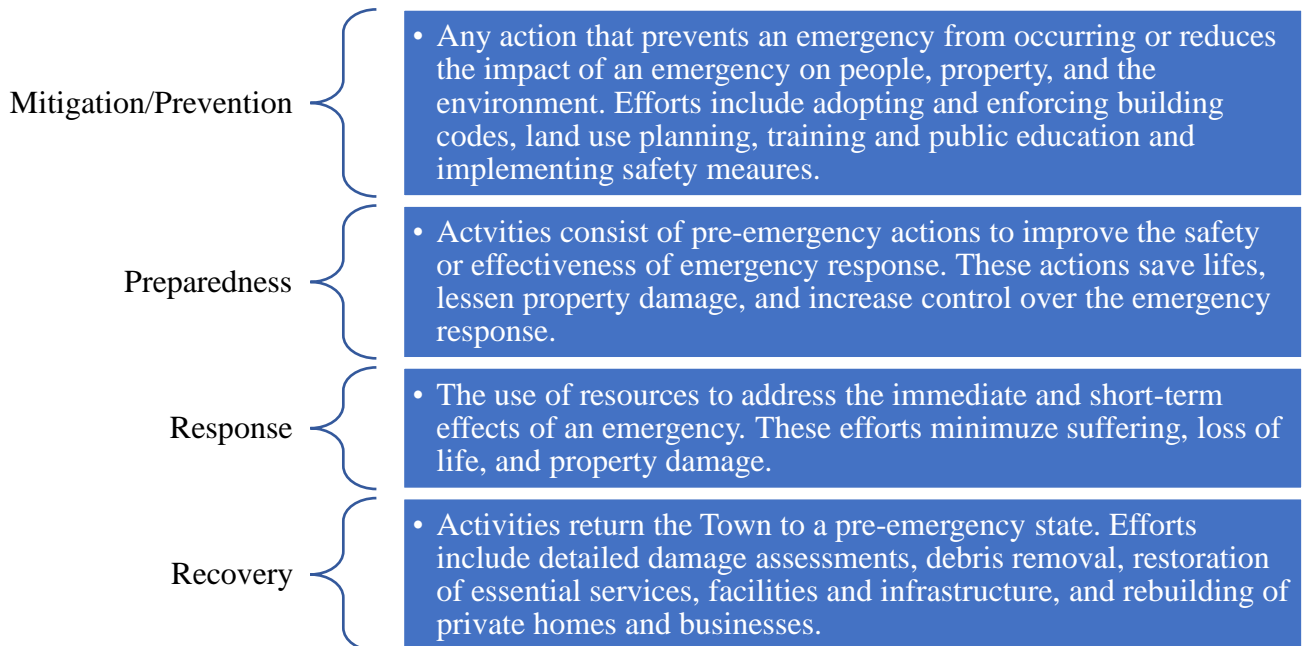 Mitigation/Prevention
• Any action that prevents an emergency from occurring or reduces
the impact of an emergency on people, property, and the
environment. Efforts include adopting and enforcing building
codes, land use planning, training and public education and
implementing safety meaures.
Preparedness
• Actvities consist of pre-emergency actions to improve the safety
or effectiveness of emergency response. These actions save lifes,
lessen property damage, and increase control over the emergency
response.
Response
• The use of resources to address the immediate and short-term
effects of an emergency. These efforts minimuze suffering, loss of
life, and property damage.
Recovery
• Activities return the Town to a pre-emergency state. Efforts
include detailed damage assessments, debris removal, restoration
of essential services, facilities and infrastructure, and rebuilding of
private homes and businesses.